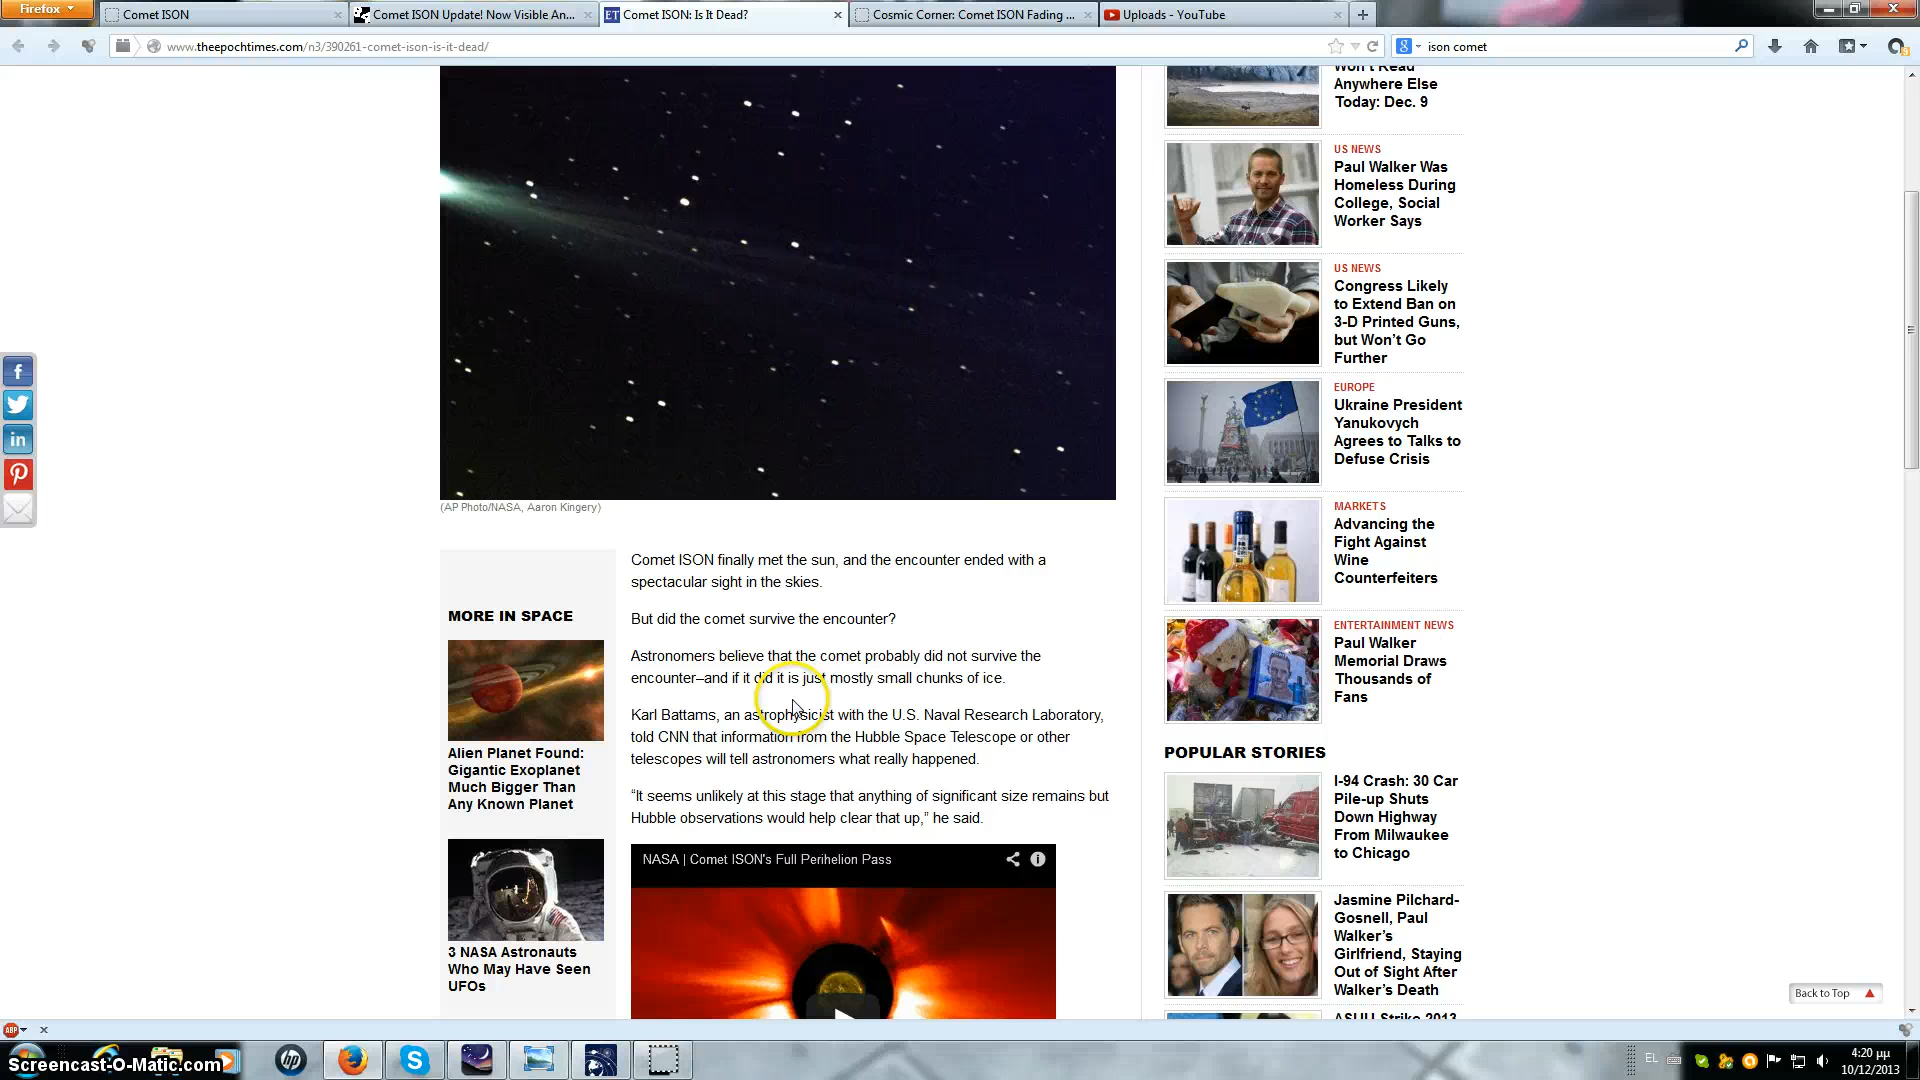 Firefox
Comet ISON
Comet ISON Update! Now Visible An...
ET Comet ISON: Is It Dead?
Cosmic Corner: Comet ISON Fading ...
Uploads - YouTube
www.theepochtimes.com/n3/390261-comet-ison-is-it-dead/
ison comet
(AP Photo/NASA, Aaron Kingery)
MORE IN SPACE
Alien Planet Found:
Gigantic Exoplanet
Much Bigger Than
Any Known Planet
3 NASA Astronauts
Who May Have Seen
UFOs
Comet ISON finally met the sun, and the encounter ended with a
spectacular sight in the skies.
But did the comet survive the encounter?
Astronomers believe that the comet probably did not survive the
encounter–and if it did it is just mostly small chunks of ice.
Karl Battams, an astrophysicist with the U.S. Naval Research Laboratory,
told CNN that information from the Hubble Space Telescope or other
telescopes will tell astronomers what really happened.
“It seems unlikely at this stage that anything of significant size remains but
Hubble observations would help clear that up,” he said.
NASA | Comet ISON's Full Perihelion Pass
Won't Read
Anywhere Else
Today: Dec. 9
US NEWS
Paul Walker Was
Homeless During
College, Social
Worker Says
US NEWS
Congress Likely
to Extend Ban on
3-D Printed Guns,
but Won’t Go
Further
EUROPE
Ukraine President
Yanukovych
Agrees to Talks to
Defuse Crisis
MARKETS
Advancing the
Fight Against
Wine
Counterfeiters
ENTERTAINMENT NEWS
Paul Walker
Memorial Draws
Thousands of
Fans
POPULAR STORIES
I-94 Crash: 30 Car
Pile-up Shuts
Down Highway
From Milwaukee
to Chicago
Jasmine Pilchard-
Gosnell, Paul
Walker’s
Girlfriend, Staying
Out of Sight After
Walker’s Death
ASUU Strike 2013
Back to Top
ABP
Screencast-O-Matic.com
EL
4:20 μμ
10/12/2013